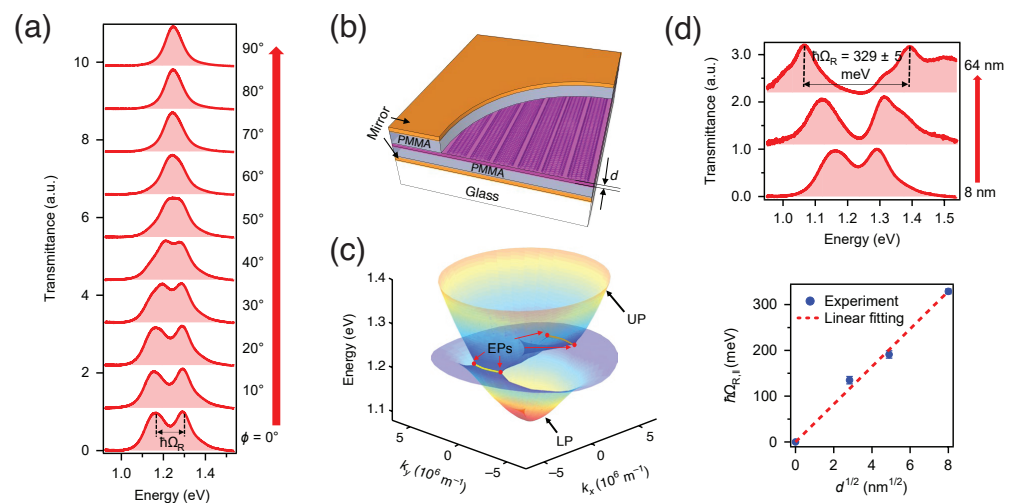 (a)
Transmittance (a.u.)
10
8
6
4
2
0
90°
80°
70°
60°
50°
40°
30°
20°
10°
ϕ = 0°
ℏΩR
1.0 1.2 1.4
Energy (eV)
(b)
Mirror
PMMA
PMMA
Glass
d
(c)
Energy (eV)
1.4
1.3
1.2
1.1
EPs
UP
LP
5
0
−5
ky (10⁶ m⁻¹)
−5
0
5
kx (10⁶ m⁻¹)
(d)
Transmittance (a.u.)
3.0
2.0
1.0
0.0
ℏΩR = 329 ± 5
meV
64 nm
8 nm
1.0 1.1 1.2 1.3 1.4 1.5
Energy (eV)
ℏΩR,∥ (meV)
300
200
100
0
Experiment
Linear fitting
0 2 4 6 8
d1/2 (nm1/2)